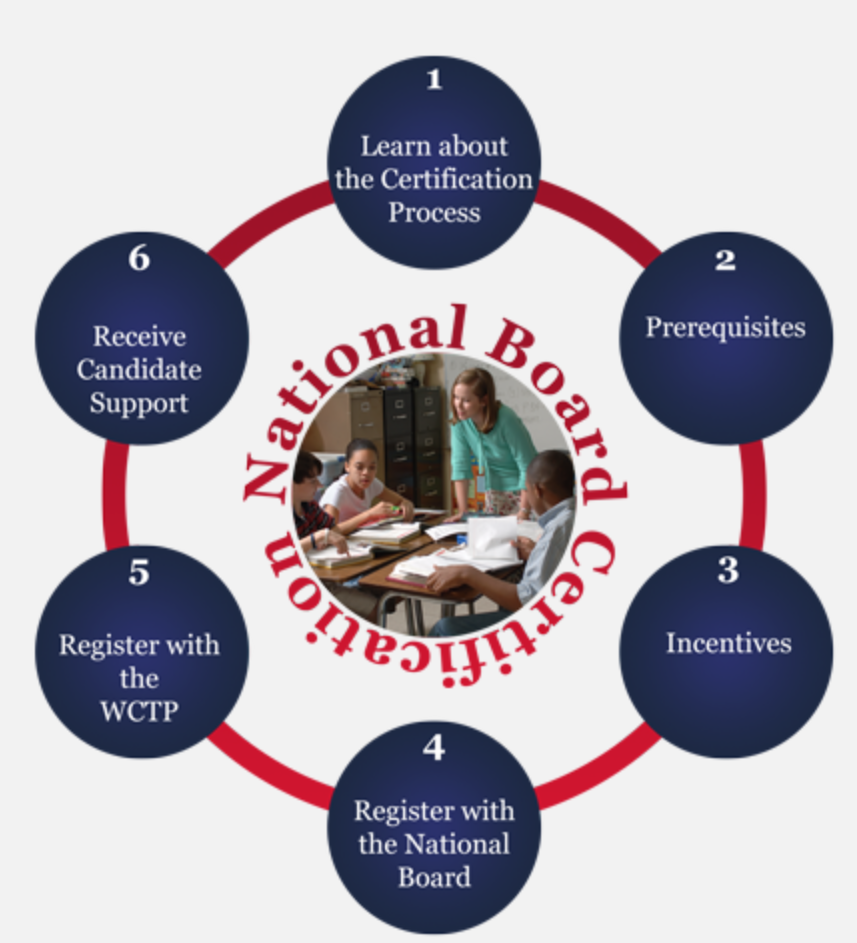 1
Learn about
the Certification
Process
2
Prerequisites
3
Incentives
4
Register with
the National
Board
5
Register with
the
WCTP
6
Receive
Candidate
Support
National Board Certification